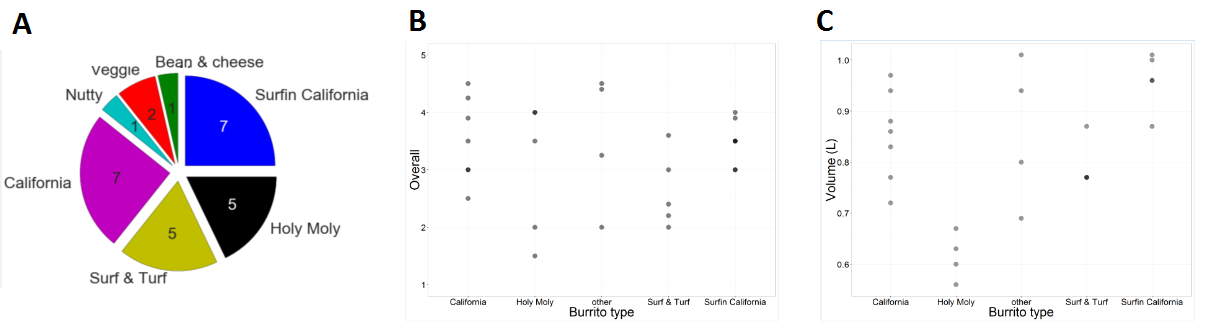 A
Bean & cheese
Veggie
Nutty
Surfin California
1
2
1
7
California
7
5
Holy Moly
5
Surf & Turf
B
5
4
3
2
1
Overall
California
Holy Moly
other
Surf & Turf
Surfin California
Burrito type
C
1.0
0.9
0.8
0.7
0.6
Volume (L)
California
Holy Moly
other
Surf & Turf
Surfin California
Burrito type